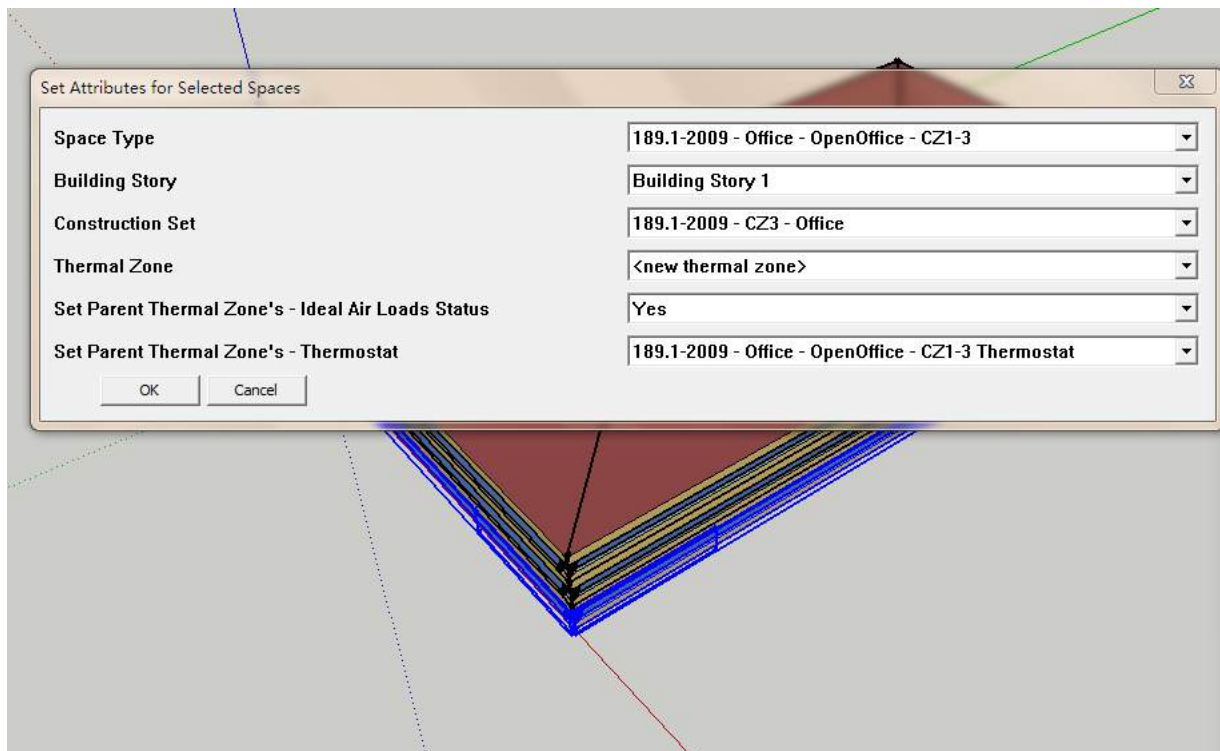 Set Attributes for Selected Spaces
Space Type 189.1-2009 - Office - OpenOffice - CZ1-3
Building Story Building Story 1
Construction Set 189.1-2009 - CZ3 - Office
Thermal Zone <new thermal zone>
Set Parent Thermal Zone's - Ideal Air Loads Status Yes
Set Parent Thermal Zone's - Thermostat 189.1-2009 - Office - OpenOffice - CZ1-3 Thermostat
OK Cancel